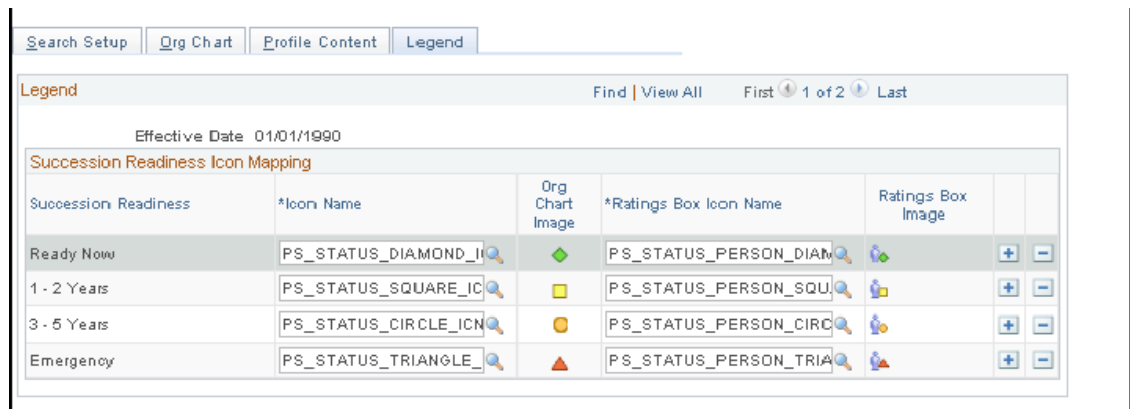 Search Setup Org Chart Profile Content Legend
Legend Find | View All First 1 of 2 Last
Effective Date 01/01/1990
Succession Readiness Icon Mapping
Succession Readiness *Icon Name Org Chart Image *Ratings Box Icon Name Ratings Box Image
Ready Now PS_STATUS_DIAMOND_I PS_STATUS_PERSON_DIAM
1 - 2 Years PS_STATUS_SQUARE_IC PS_STATUS_PERSON_SQU
3 - 5 Years PS_STATUS_CIRCLE_ICN PS_STATUS_PERSON_CIRC
Emergency PS_STATUS_TRIANGLE_ PS_STATUS_PERSON_TRIA